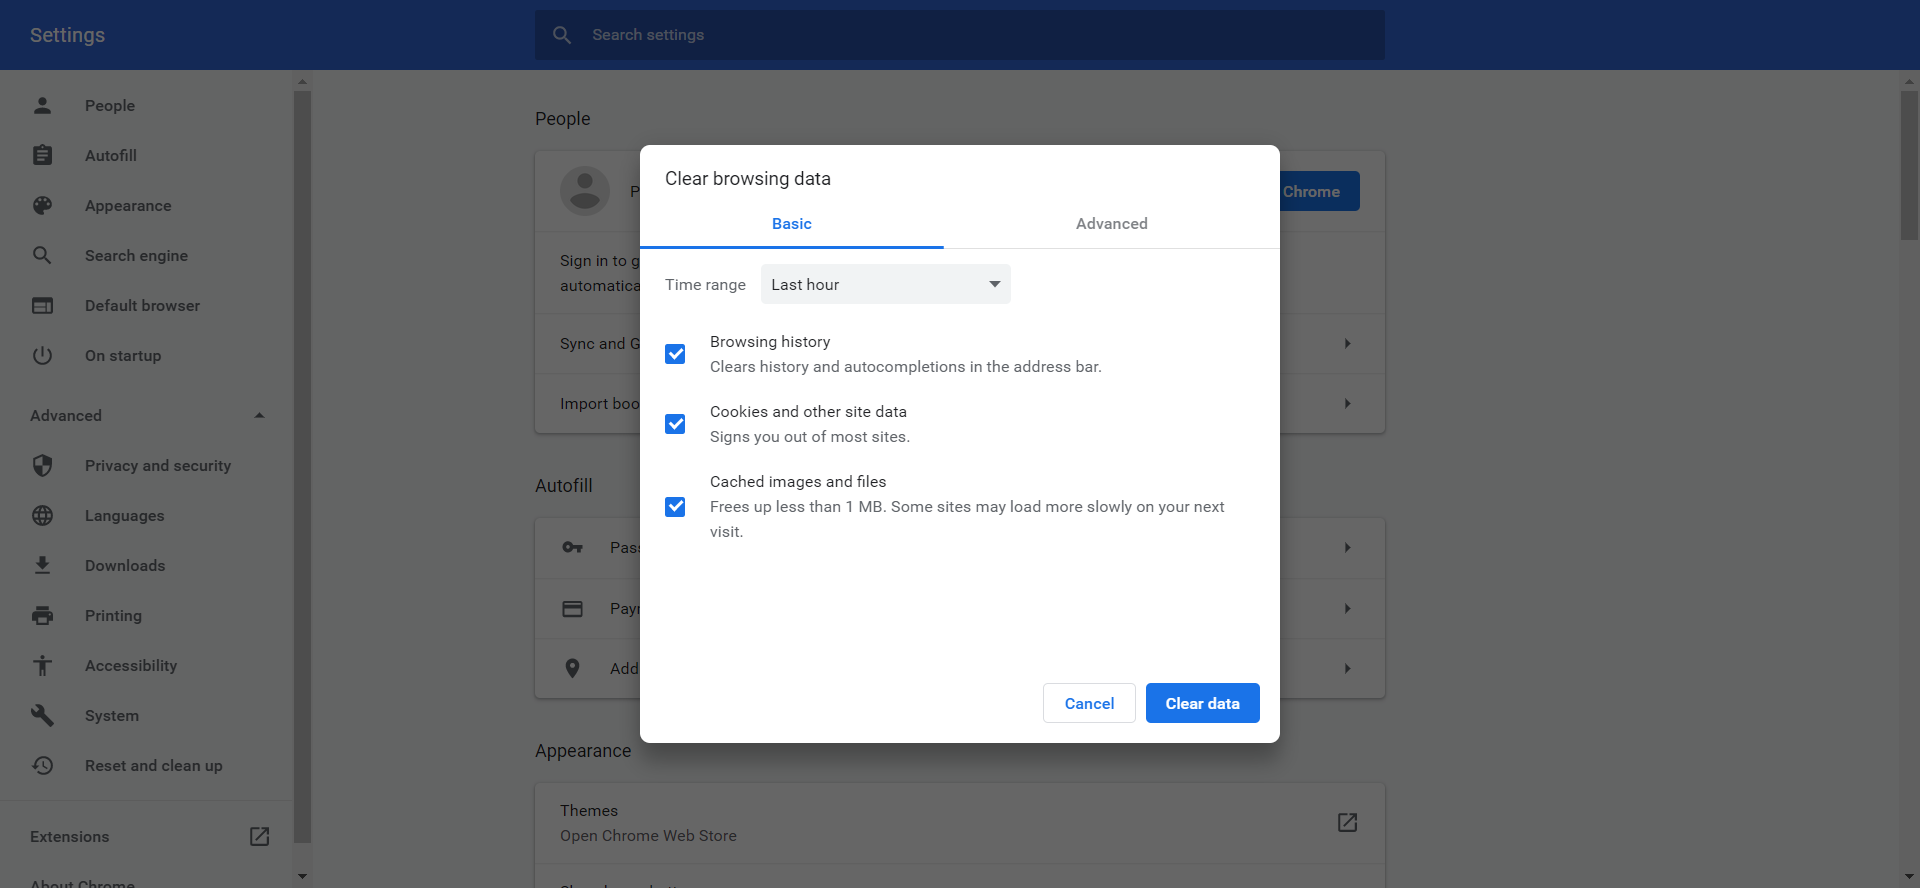 Settings
Search settings
People
Autofill
Appearance
Search engine
Default browser
On startup
Advanced
Privacy and security
Languages
Downloads
Printing
Accessibility
System
Reset and clean up
Extensions
About Chrome
People
Chrome
Sign in to
automatica
Sync and G
Import boo
Autofill
Pass
Payr
Add
Appearance
Themes
Open Chrome Web Store
Clear browsing data
Basic
Advanced
Time range
Last hour
Browsing history
Clears history and autocompletions in the address bar.
Cookies and other site data
Signs you out of most sites.
Cached images and files
Frees up less than 1 MB. Some sites may load more slowly on your next
visit.
Cancel
Clear data